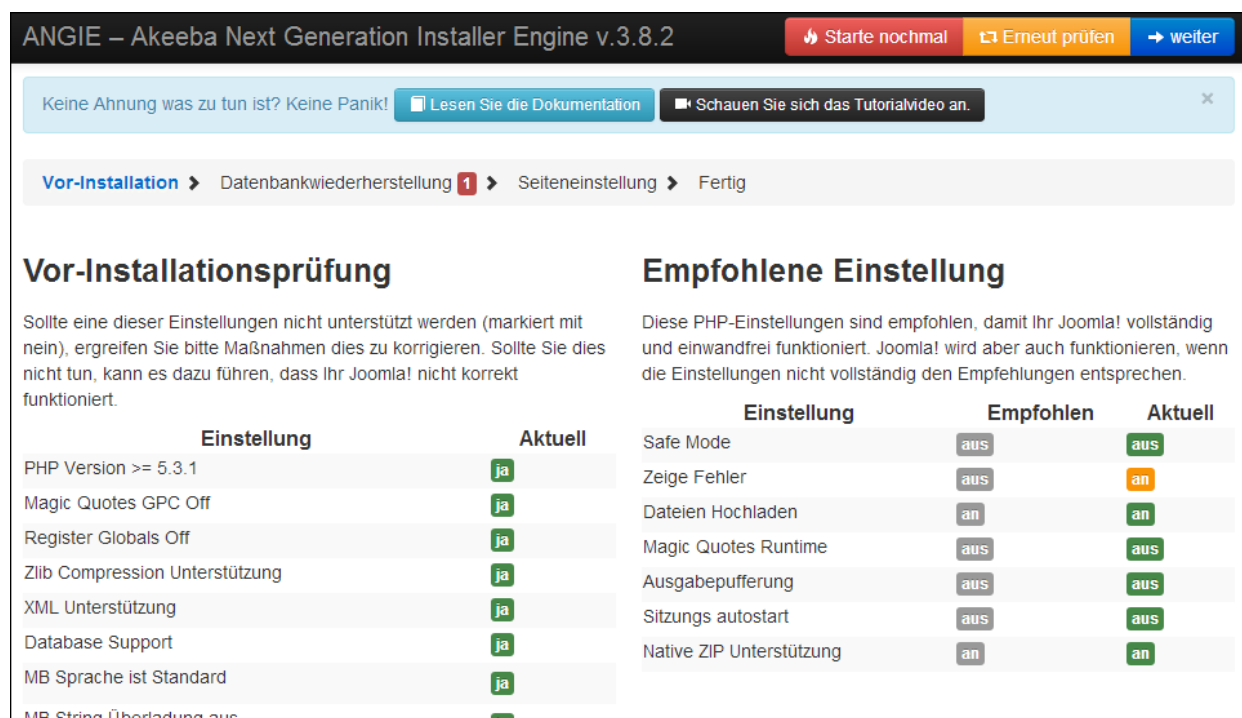 ANGIE – Akeeba Next Generation Installer Engine v.3.8.2
Starte nochmal
Erneut prüfen
weiter
Keine Ahnung was zu tun ist? Keine Panik!
Lesen Sie die Dokumentation
Schauen Sie sich das Tutorialvideo an.
×
Vor-Installation
Datenbankwiederherstellung 1
Seiteneinstellung
Fertig
Vor-Installationsprüfung
Sollte eine dieser Einstellungen nicht unterstützt werden (markiert mit
nein), ergreifen Sie bitte Maßnahmen dies zu korrigieren. Sollte Sie dies
nicht tun, kann es dazu führen, dass Ihr Joomla! nicht korrekt
funktioniert.
Einstellung Aktuell
PHP Version >= 5.3.1 ja
Magic Quotes GPC Off ja
Register Globals Off ja
Zlib Compression Unterstützung ja
XML Unterstützung ja
Database Support ja
MB Sprache ist Standard ja
MB String Überladung aus
Empfohlene Einstellung
Diese PHP-Einstellungen sind empfohlen, damit Ihr Joomla! vollständig
und einwandfrei funktioniert. Joomla! wird aber auch funktionieren, wenn
die Einstellungen nicht vollständig den Empfehlungen entsprechen.
Einstellung Empfohlen Aktuell
Safe Mode aus aus
Zeige Fehler aus an
Dateien Hochladen an an
Magic Quotes Runtime aus aus
Ausgabepufferung aus aus
Sitzungs autostart aus aus
Native ZIP Unterstützung an an